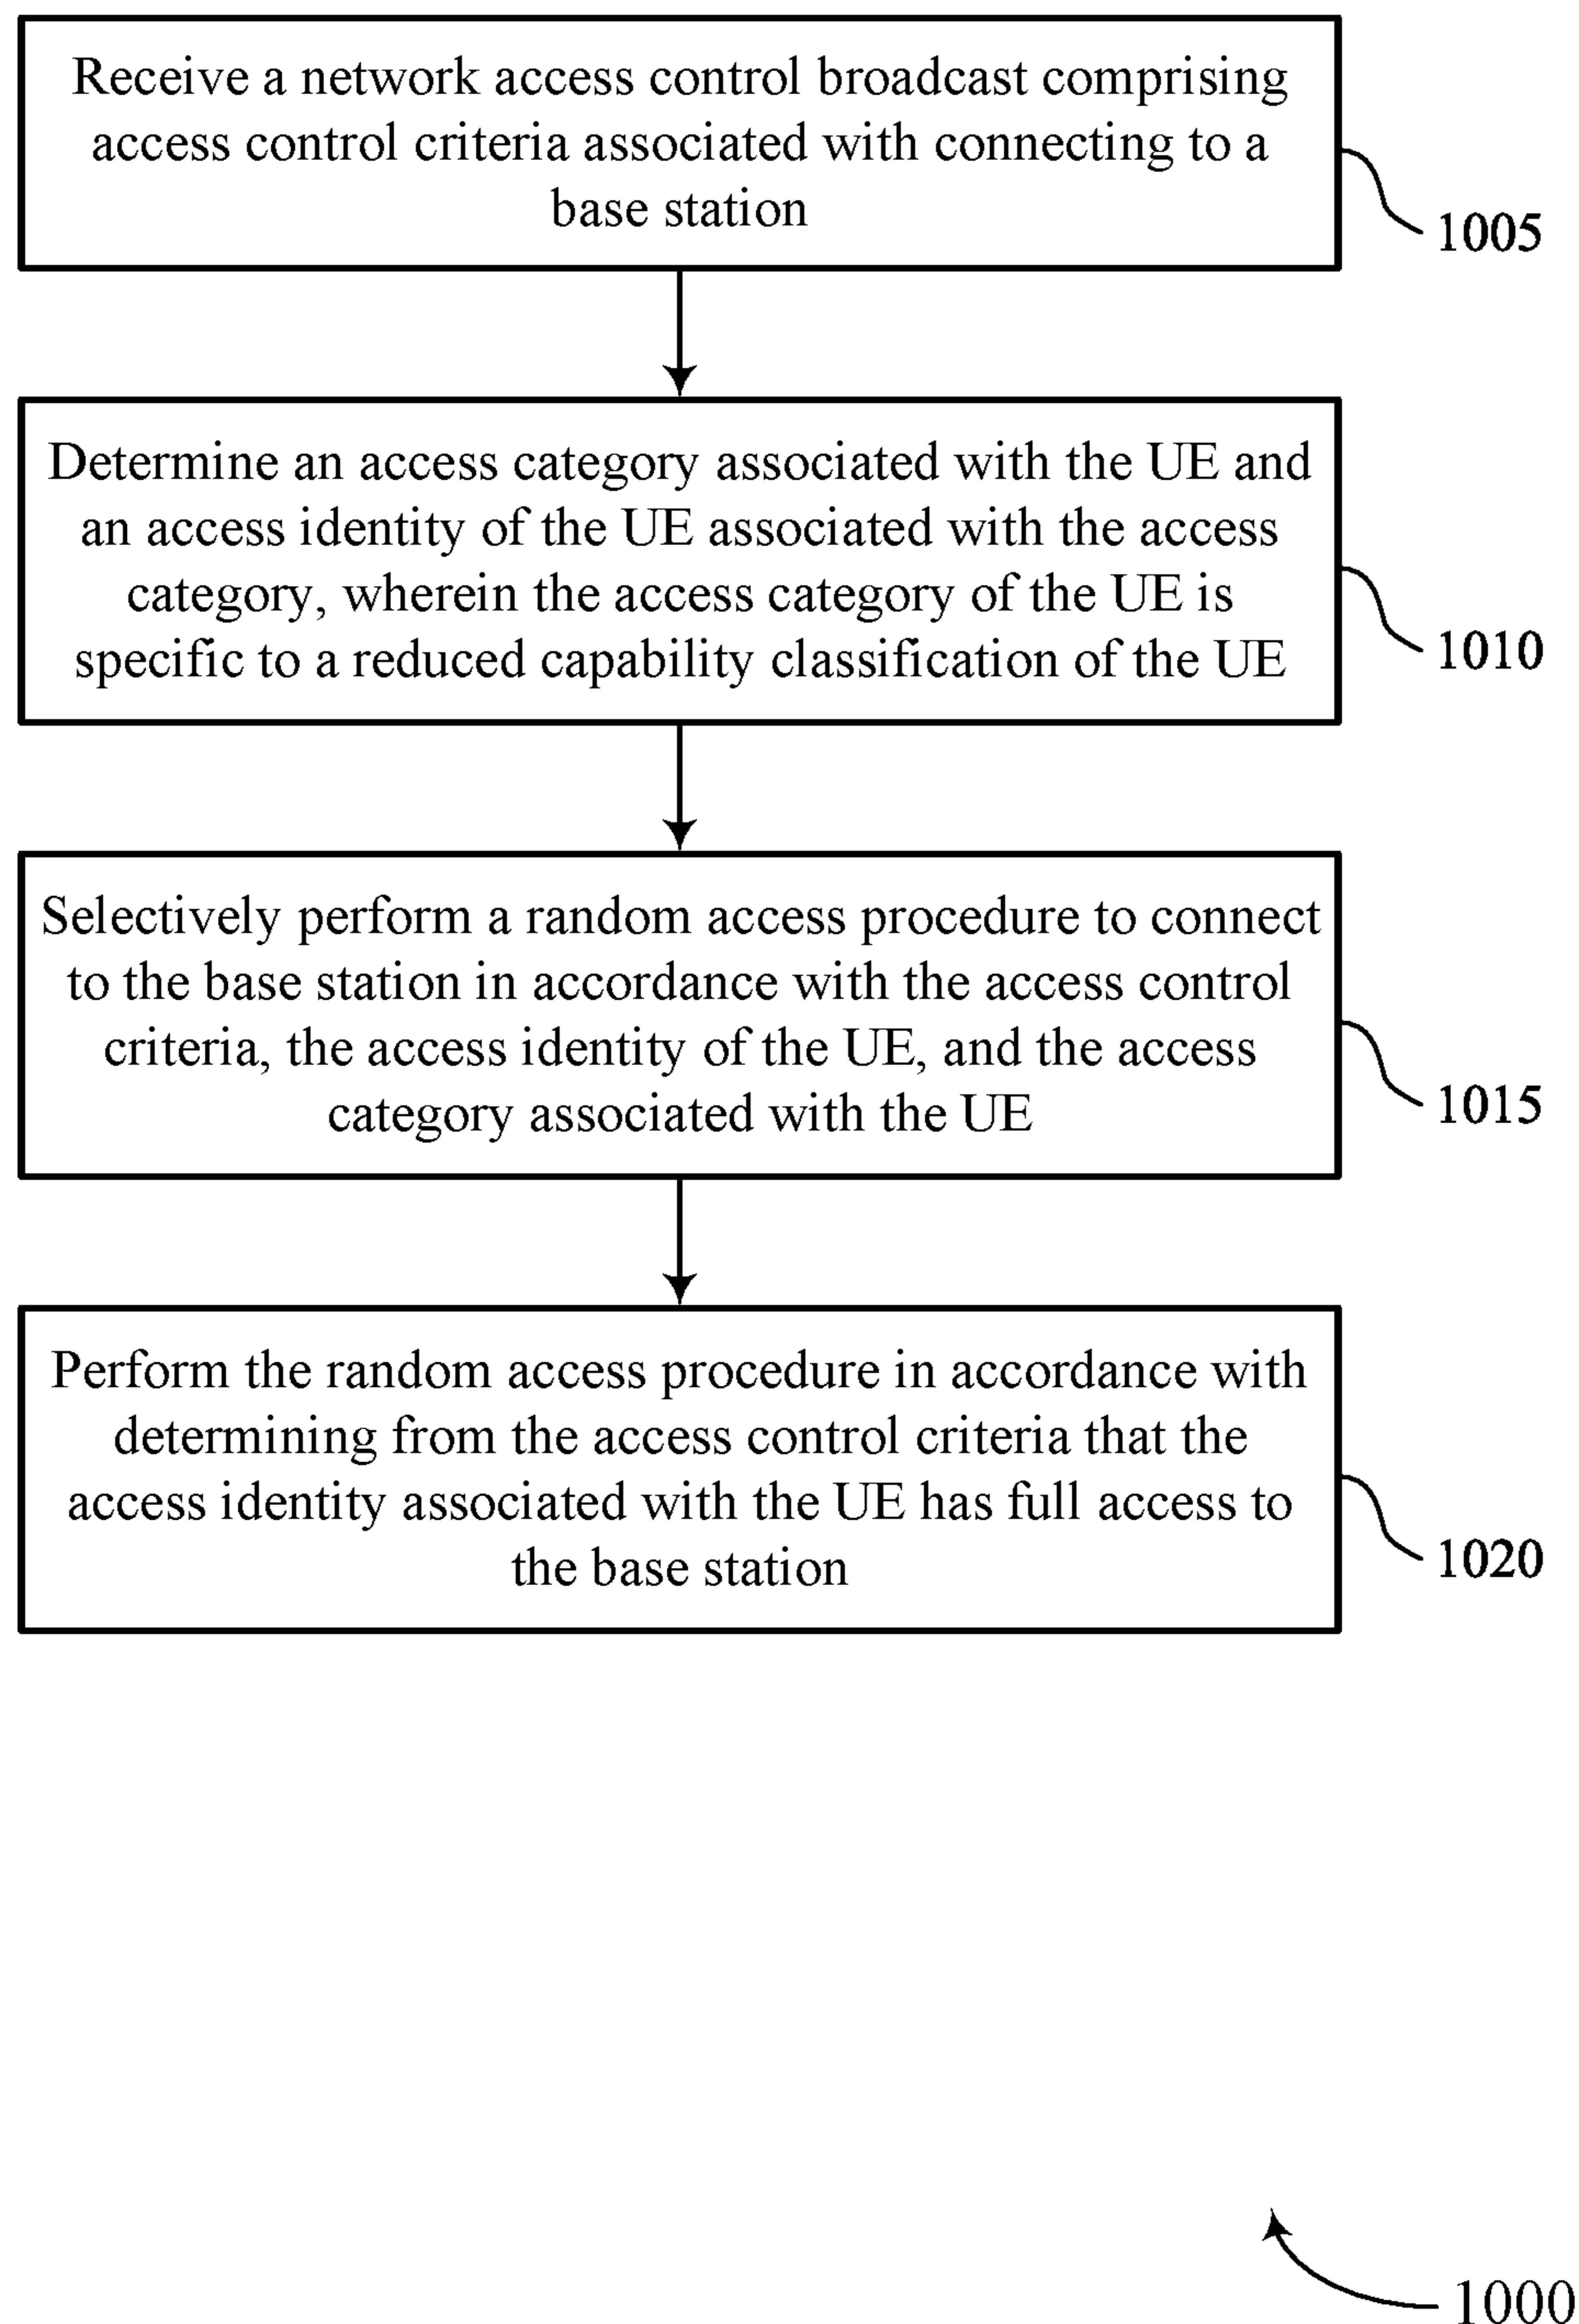 Receive a network access control broadcast comprising
access control criteria associated with connecting to a
base station
1005
Determine an access category associated with the UE and
an access identity of the UE associated with the access
category, wherein the access category of the UE is
specific to a reduced capability classification of the UE
1010
Selectively perform a random access procedure to connect
to the base station in accordance with the access control
criteria, the access identity of the UE, and the access
category associated with the UE
1015
Perform the random access procedure in accordance with
determining from the access control criteria that the
access identity associated with the UE has full access to
the base station
1020
1000